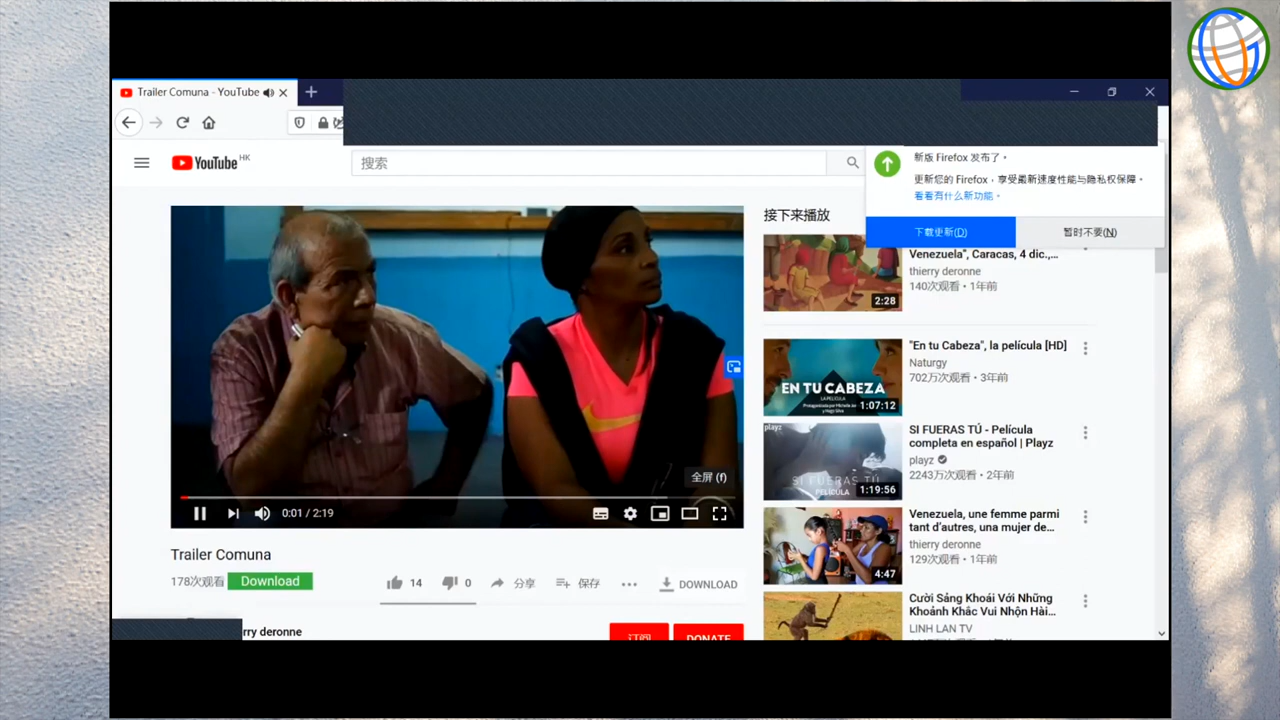 Trailer Comuna - YouTube
YouTube HK
搜索
新版 Firefox 发布了。
更新您的 Firefox，享受最新速度性能与隐私权保障。
看看有什么新功能。
下载更新(D)
暂时不要(N)
全屏 (f)
0:01 / 2:19
Trailer Comuna
178次观看
Download
14
0
分享
保存
DOWNLOAD
rry deronne
订阅
DONATE
接下来播放
Venezuela", Caracas, 4 dic.,...
thierry deronne
140次观看 • 1年前
2:28
"En tu Cabeza", la película [HD]
Naturgy
702万次观看 • 3年前
EN TU CABEZA
LA PELÍCULA
1:07:12
SI FUERAS TÚ - Película
completa en español | Playz
playz
2243万次观看 • 2年前
playz
SI FUERAS TÚ
PELÍCULA
1:19:56
Venezuela, une femme parmi
tant d'autres, una mujer de...
thierry deronne
129次观看 • 1年前
4:47
Cười Sảng Khoái Với Những
Khoảnh Khắc Vui Nhộn Hài...
LINH LAN TV